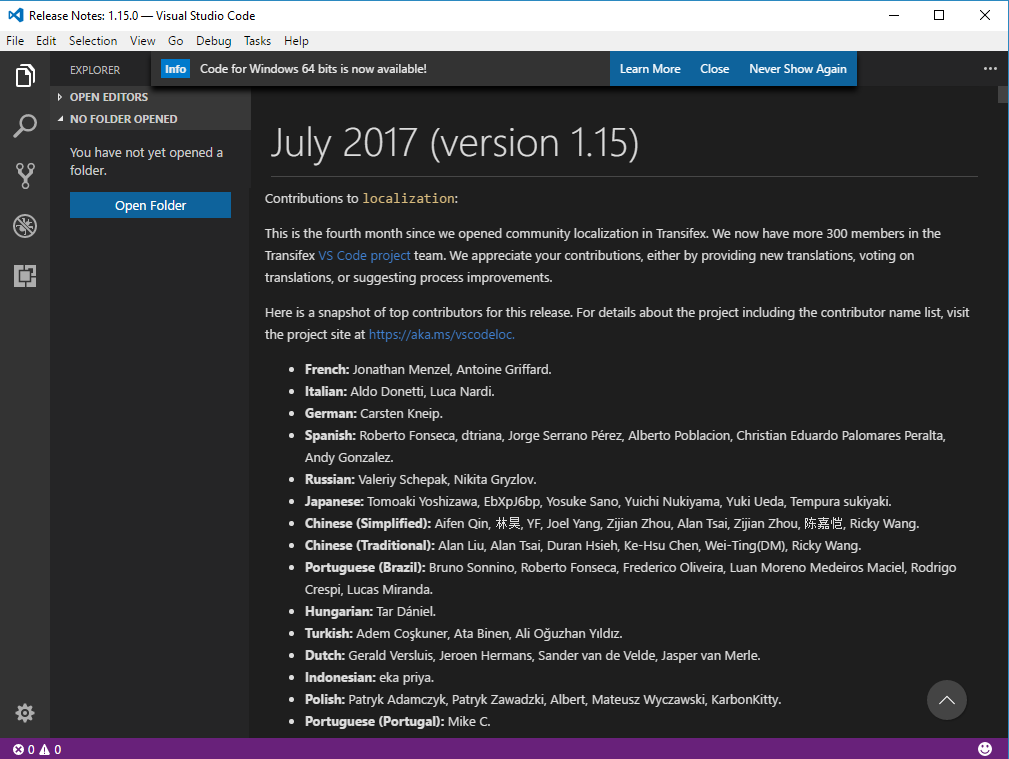 Release Notes: 1.15.0 — Visual Studio Code
File Edit Selection View Go Debug Tasks Help
EXPLORER
Info Code for Windows 64 bits is now available! Learn More Close Never Show Again
OPEN EDITORS
NO FOLDER OPENED
You have not yet opened a
folder.
Open Folder
July 2017 (version 1.15)
Contributions to localization:
This is the fourth month since we opened community localization in Transifex. We now have more 300 members in the
Transifex VS Code project team. We appreciate your contributions, either by providing new translations, voting on
translations, or suggesting process improvements.
Here is a snapshot of top contributors for this release. For details about the project including the contributor name list, visit
the project site at https://aka.ms/vscodeloc.
• French: Jonathan Menzel, Antoine Griffard.
• Italian: Aldo Donetti, Luca Nardi.
• German: Carsten Kneip.
• Spanish: Roberto Fonseca, dtriana, Jorge Serrano Pérez, Alberto Poblacion, Christian Eduardo Palomares Peralta,
Andy Gonzalez.
• Russian: Valeriy Schepak, Nikita Gryzlov.
• Japanese: Tomoaki Yoshizawa, EbXpJ6bp, Yosuke Sano, Yuichi Nukiyama, Yuki Ueda, Tempura sukiyaki.
• Chinese (Simplified): Aifen Qin, 林昊, YF, Joel Yang, Zijian Zhou, Alan Tsai, Zijian Zhou, 陈嘉恺, Ricky Wang.
• Chinese (Traditional): Alan Liu, Alan Tsai, Duran Hsieh, Ke-Hsu Chen, Wei-Ting(DM), Ricky Wang.
• Portuguese (Brazil): Bruno Sonnino, Roberto Fonseca, Frederico Oliveira, Luan Moreno Medeiros Maciel, Rodrigo
Crespi, Lucas Miranda.
• Hungarian: Tar Dániel.
• Turkish: Adem Coşkuner, Ata Binen, Ali Oğuzhan Yıldız.
• Dutch: Gerald Versluis, Jeroen Hermans, Sander van de Velde, Jasper van Merle.
• Indonesian: eka priya.
• Polish: Patryk Adamczyk, Patryk Zawadzki, Albert, Mateusz Wyczawski, KarbonKitty.
• Portuguese (Portugal): Mike C.
0 0